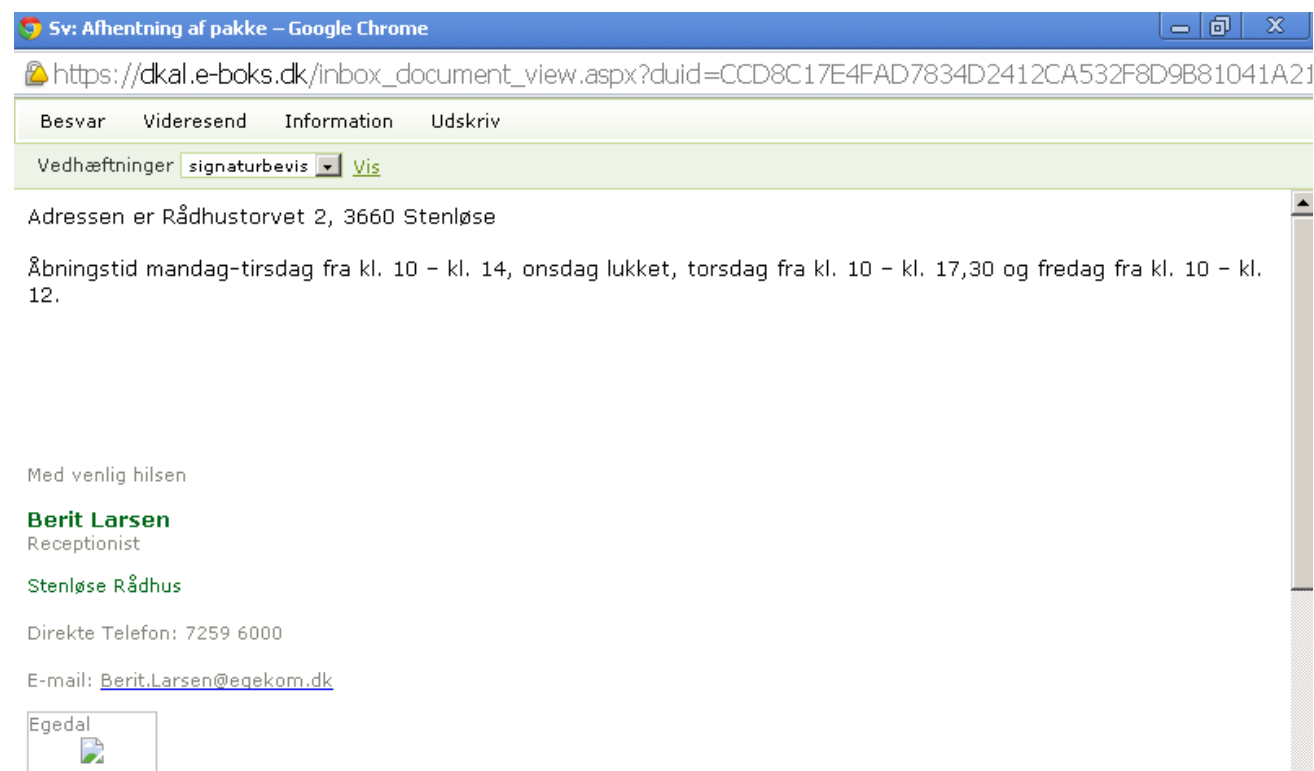 Sv: Afhentning af pakke – Google Chrome
https://dkal.e-boks.dk/inbox_document_view.aspx?duid=CCD8C17E4FAD7834D2412CA532F8D9B81041A21
Besvar Videresend Information Udskriv
Vedhæftninger signaturbevis Vis
Adressen er Rådhustorvet 2, 3660 Stenløse
Åbningstid mandag-tirsdag fra kl. 10 – kl. 14, onsdag lukket, torsdag fra kl. 10 – kl. 17,30 og fredag fra kl. 10 – kl.
12.
Med venlig hilsen
Berit Larsen
Receptionist
Stenløse Rådhus
Direkte Telefon: 7259 6000
E-mail: Berit.Larsen@egekom.dk
Egedal